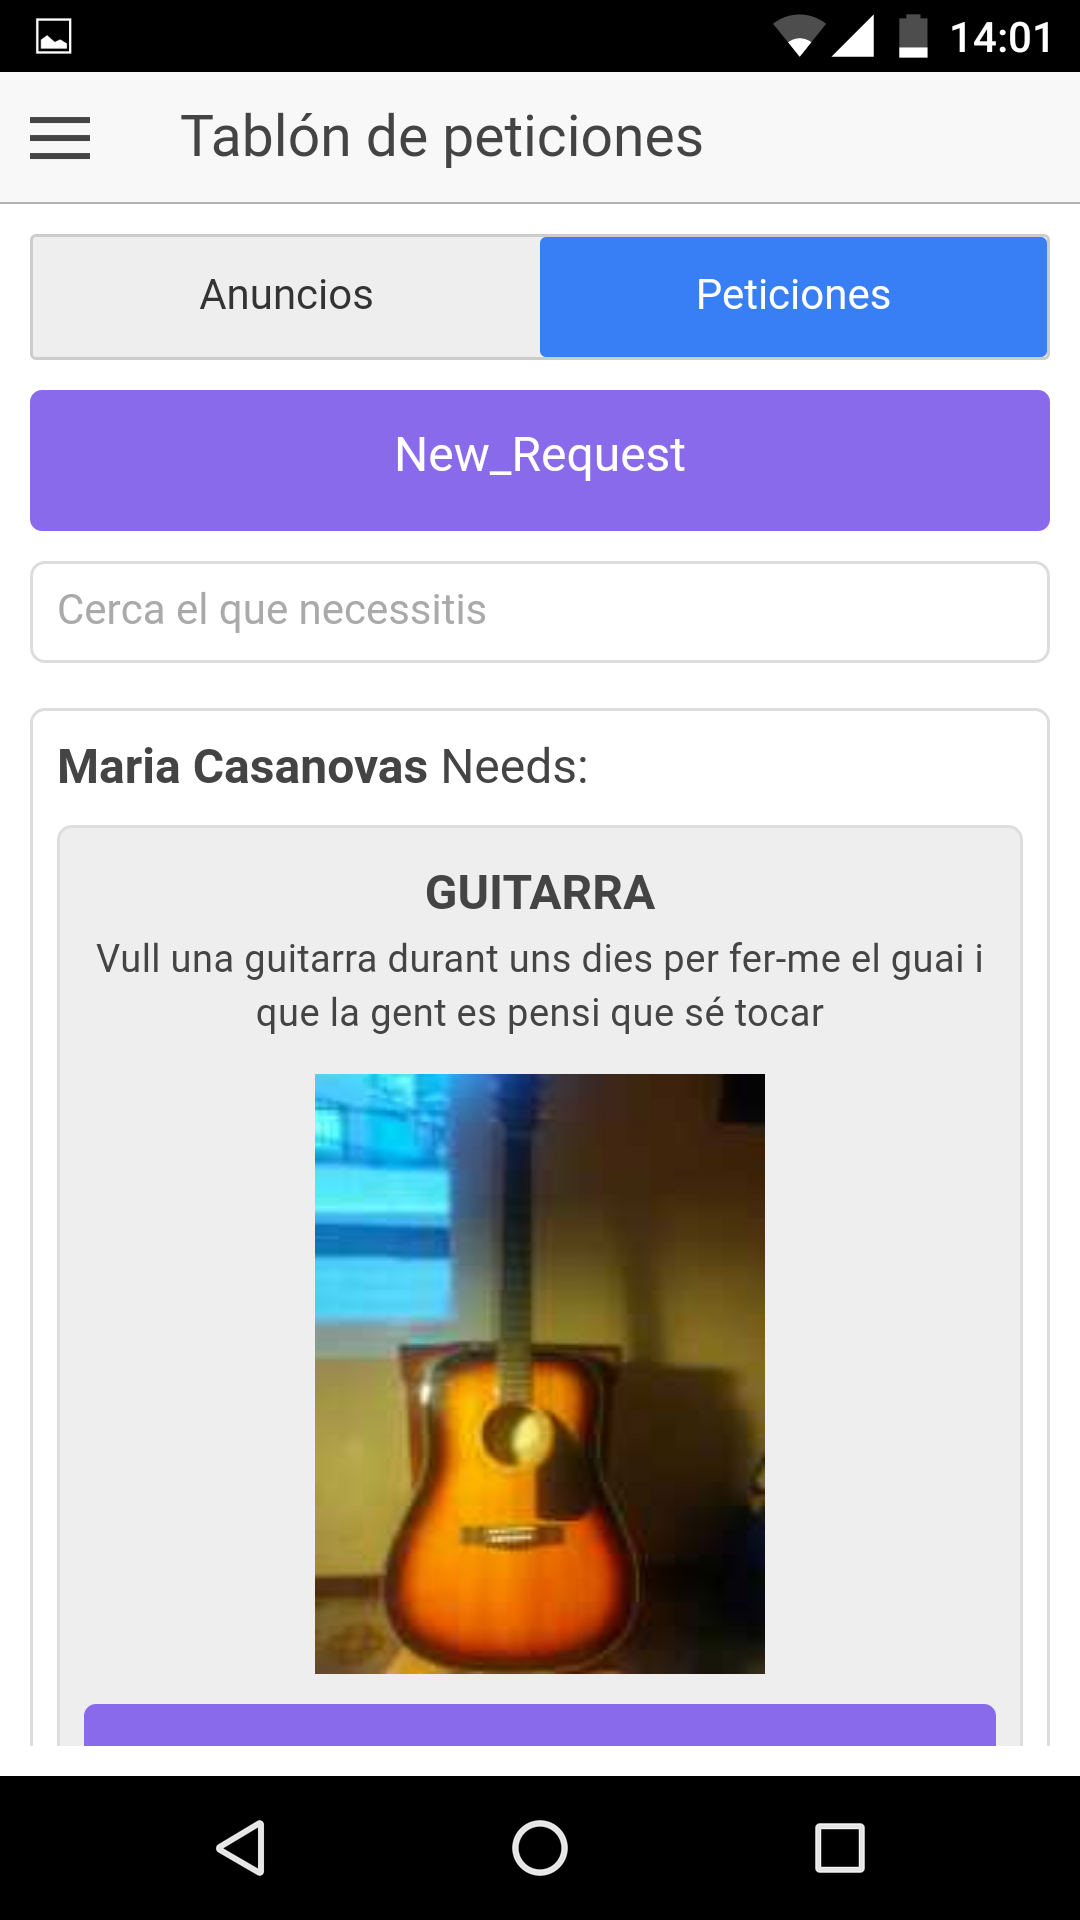 14:01
Tablón de peticiones
Anuncios
Peticiones
New_Request
Cerca el que necessitis
Maria Casanovas Needs:
GUITARRA
Vull una guitarra durant uns dies per fer-me el guai i
que la gent es pensi que sé tocar